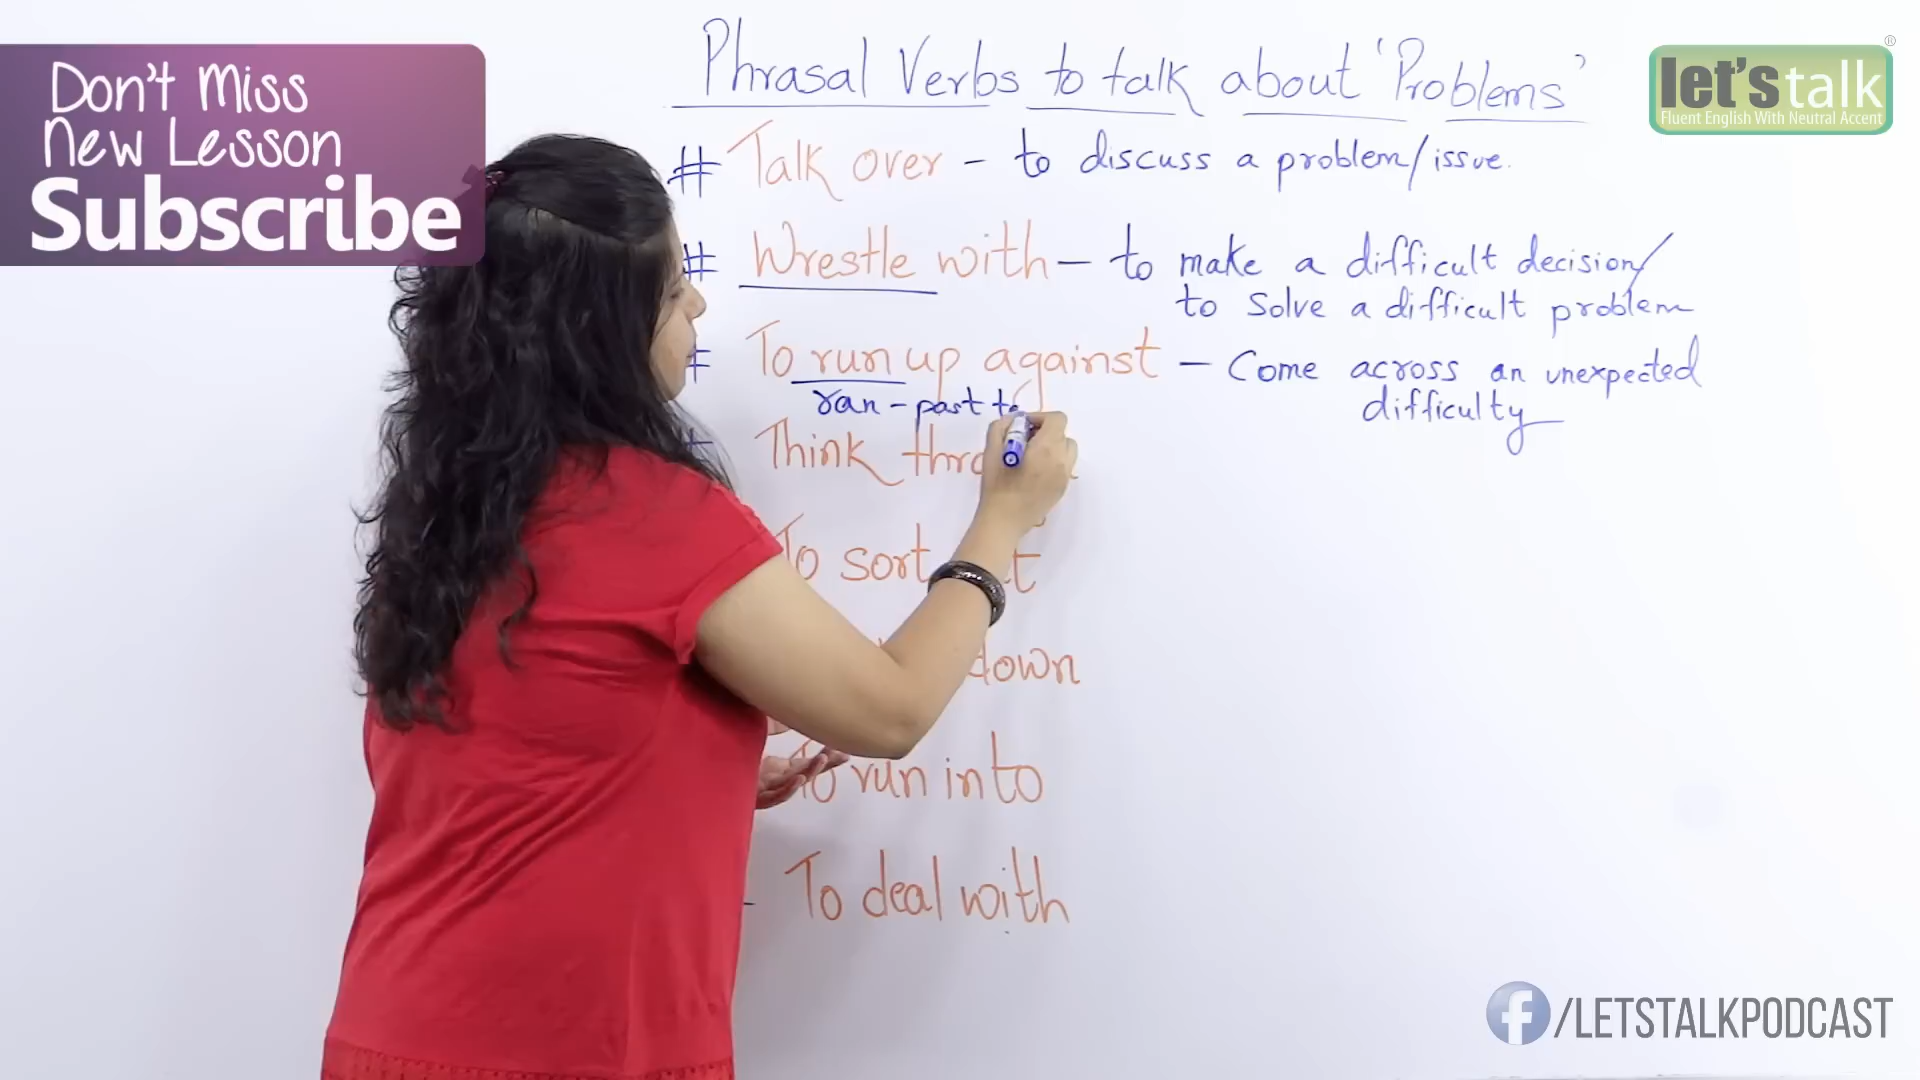 Don't Miss
New Lesson
Subscribe
Phrasal Verbs to talk about 'Problems'
let's talk ®
Fluent English With Neutral Accent
# Talk over - to discuss a problem/issue.
# Wrestle with - to make a difficult decision/
to solve a difficult problem
# To run up against - Come across an unexpected
difficulty
ran - past
Think
To sort
down
To run into
- To deal with
f /LETSTALKPODCAST